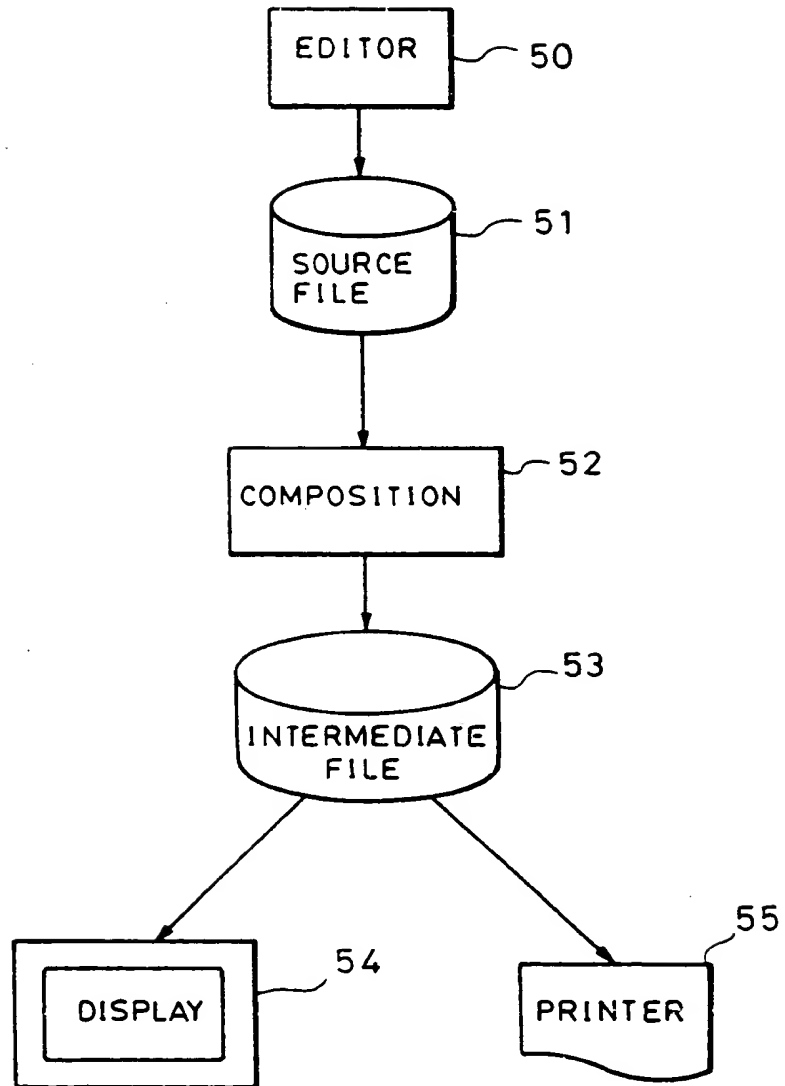 EDITOR
50
51
SOURCE
FILE
52
COMPOSITION
53
INTERMEDIATE
FILE
54
55
DISPLAY
PRINTER